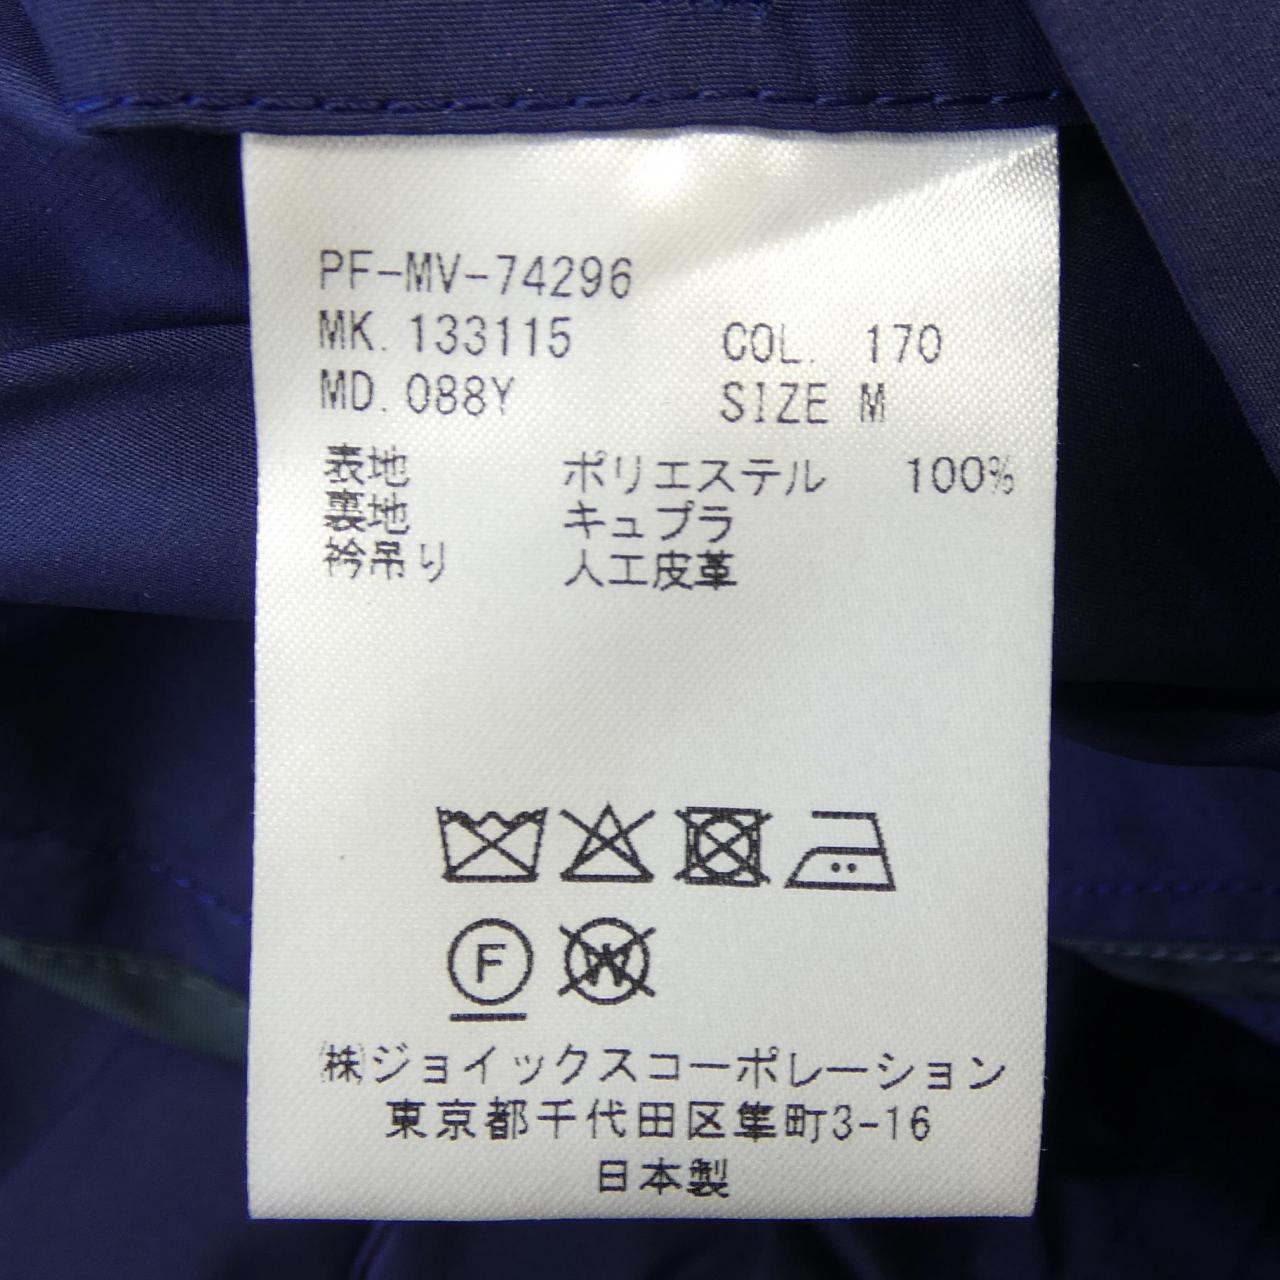 PF-MV-74296
MK. 133115 COL. 170
MD. 088Y SIZE M
表地 ポリエステル 100%
裏地 キュプラ
衿吊り 人工皮革
F
W
㈱ジョイックスコーポレーション
東京都千代田区隼町3-16
日本製